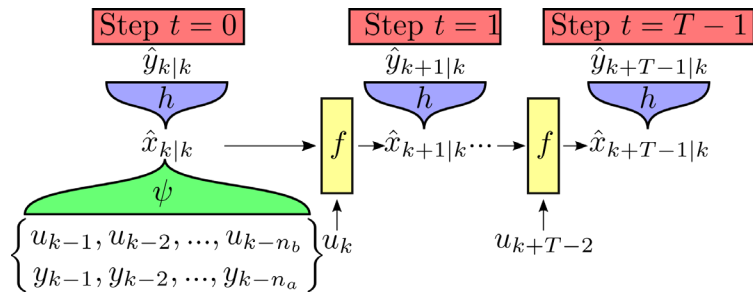 Step t = 0 Step t = 1 Step t = T − 1
ŷ_{k|k} ŷ_{k+1|k} ŷ_{k+T−1|k}
h h h
x̂_{k|k} f x̂_{k+1|k} ... f x̂_{k+T−1|k}
ψ
u_{k−1}, u_{k−2}, ..., u_{k−n_b} u_k u_{k+T−2}
y_{k−1}, y_{k−2}, ..., y_{k−n_a}